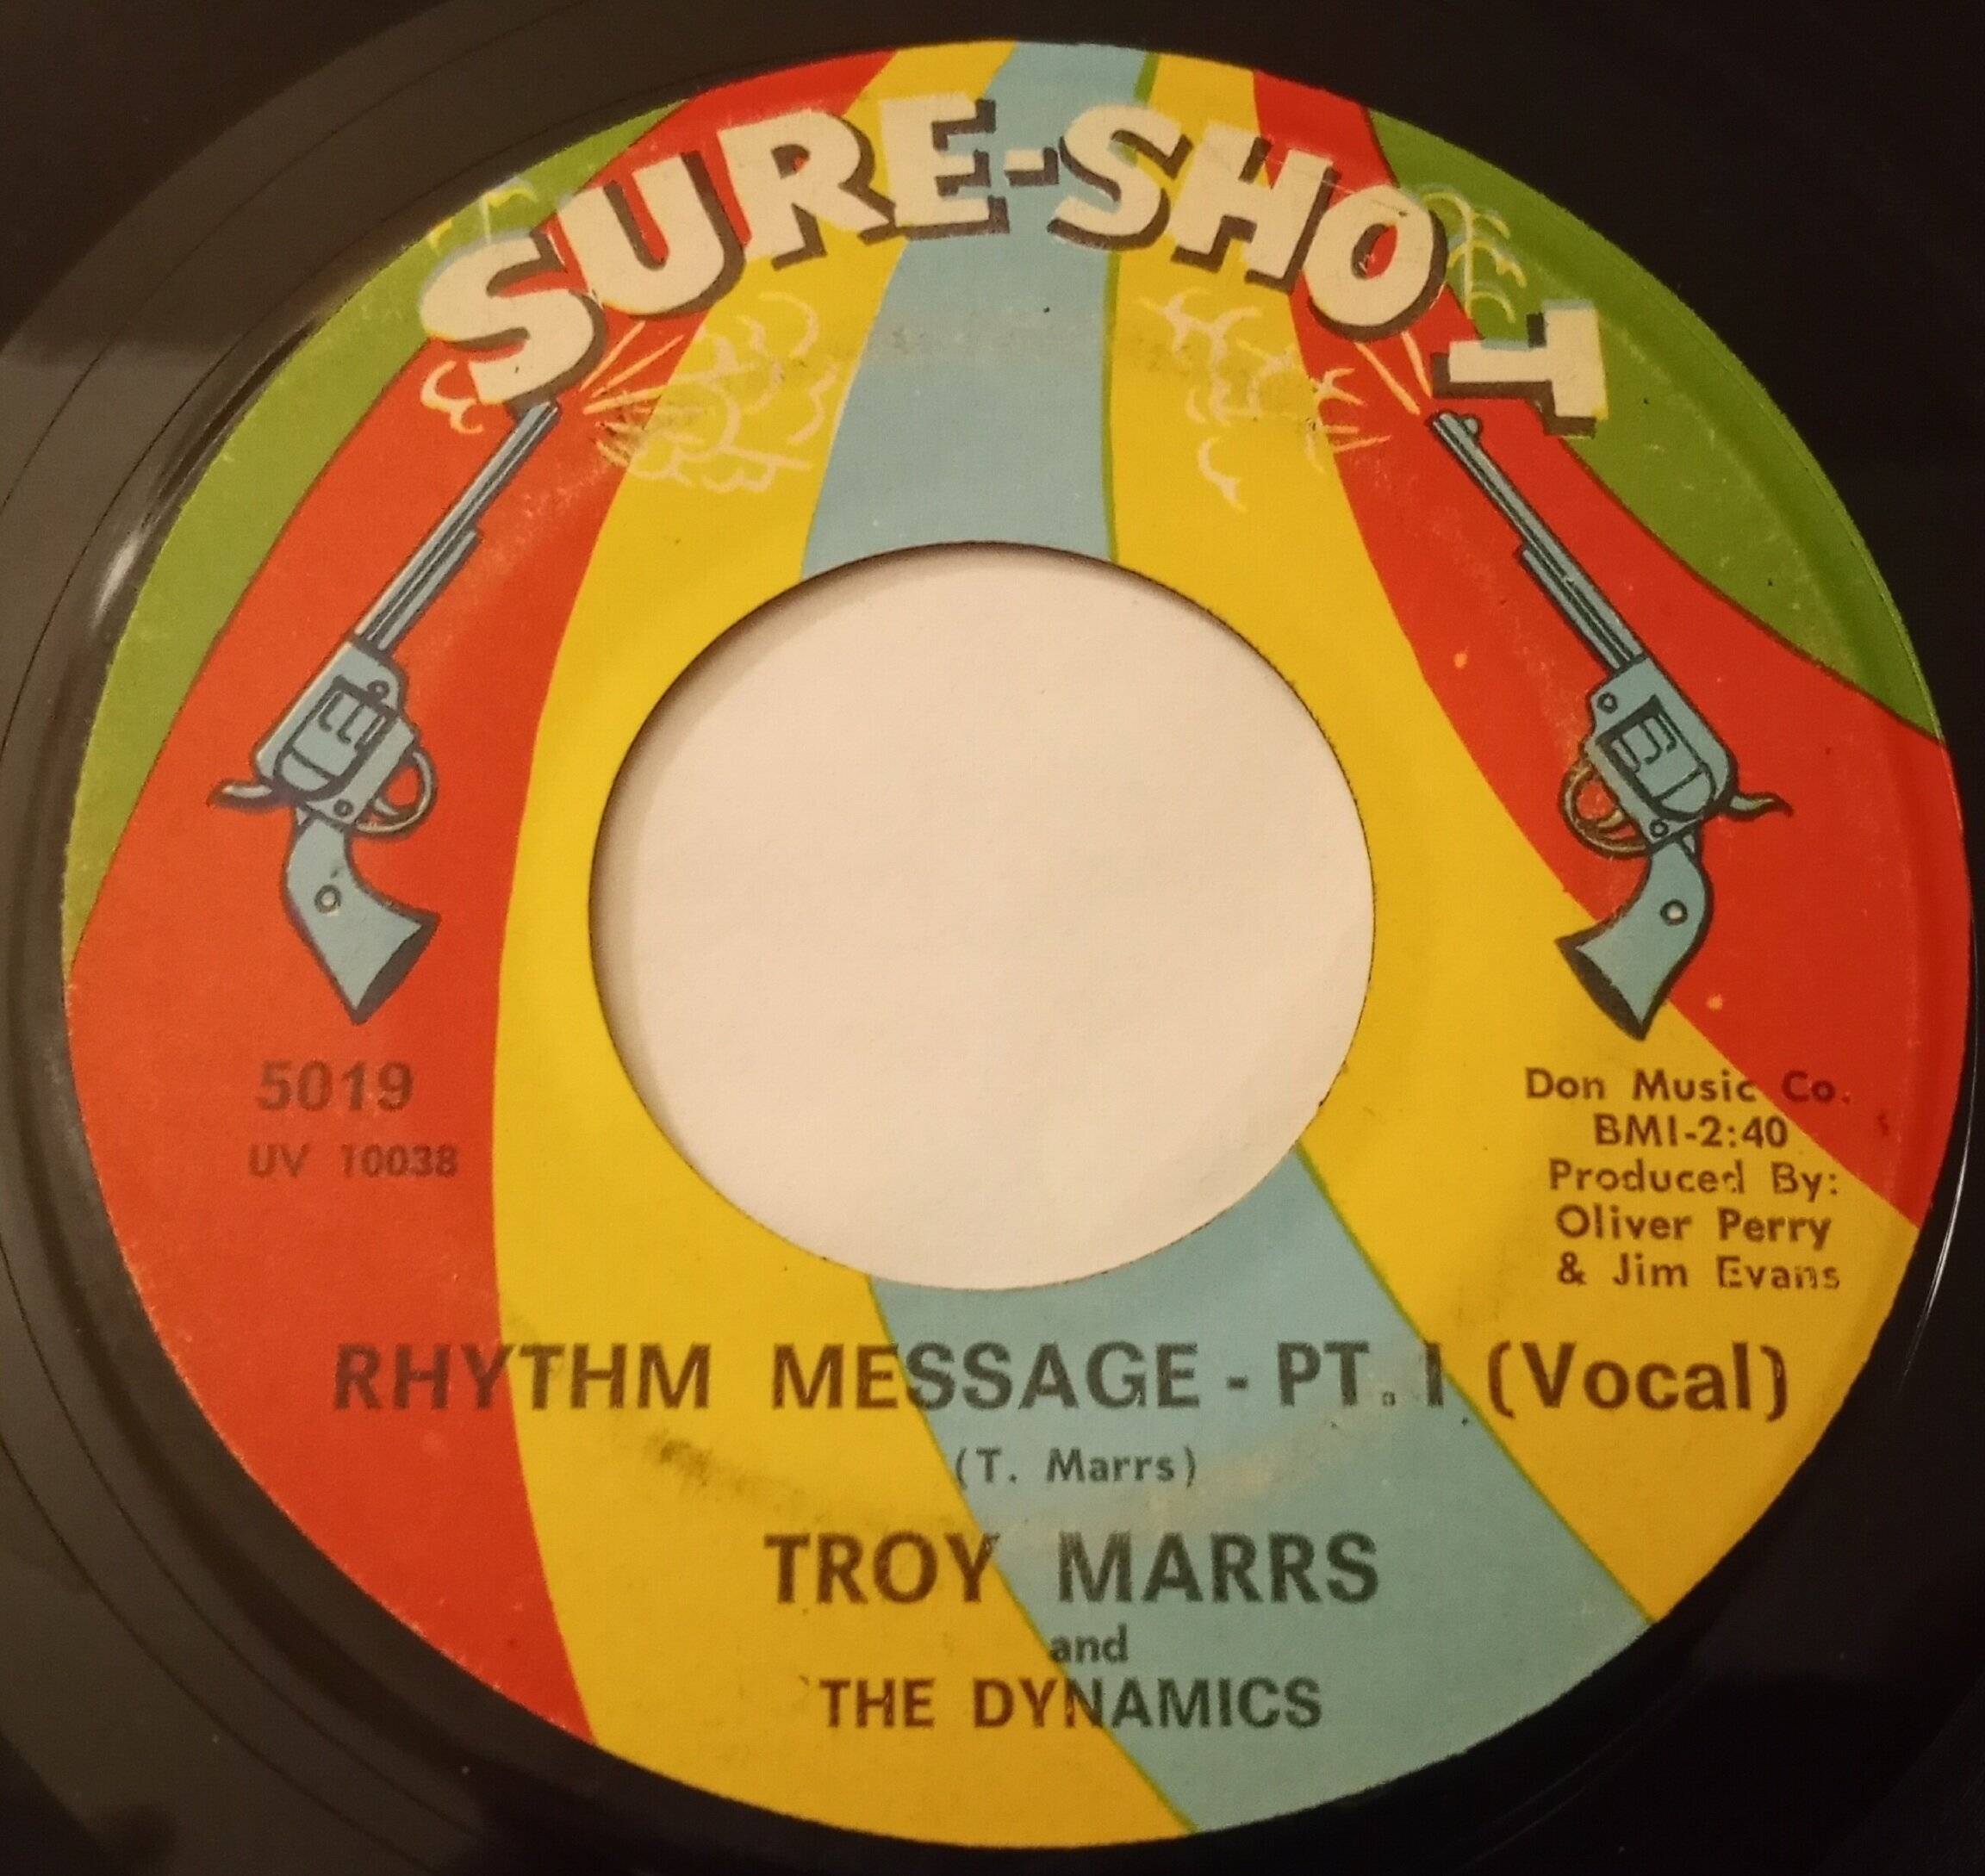 SURE-SHOT
5019
UV 10038
Don Music Co.
BMI-2:40
Produced By:
Oliver Perry
& Jim Evans
RHYTHM MESSAGE - PT. I (Vocal)
(T. Marrs)
TROY MARRS
and
THE DYNAMICS